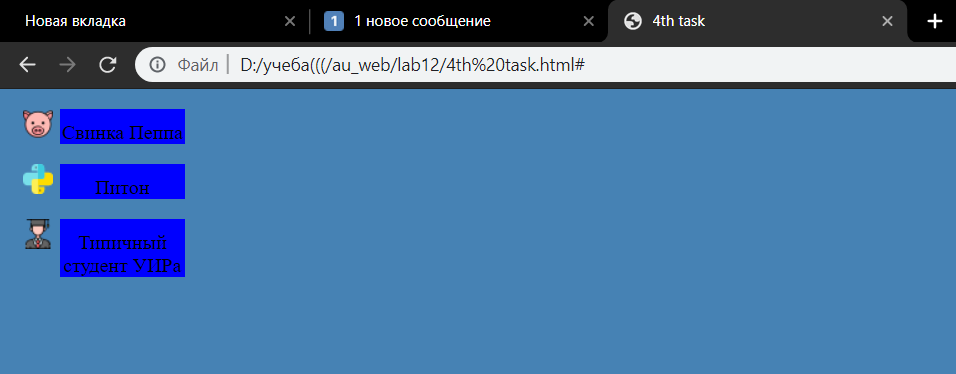 Новая вкладка
1
1 новое сообщение
4th task
Файл
D:/учеба(((/au_web/lab12/4th%20task.html#
Свинка Пеппа
Питон
Типичный
студент УПРа